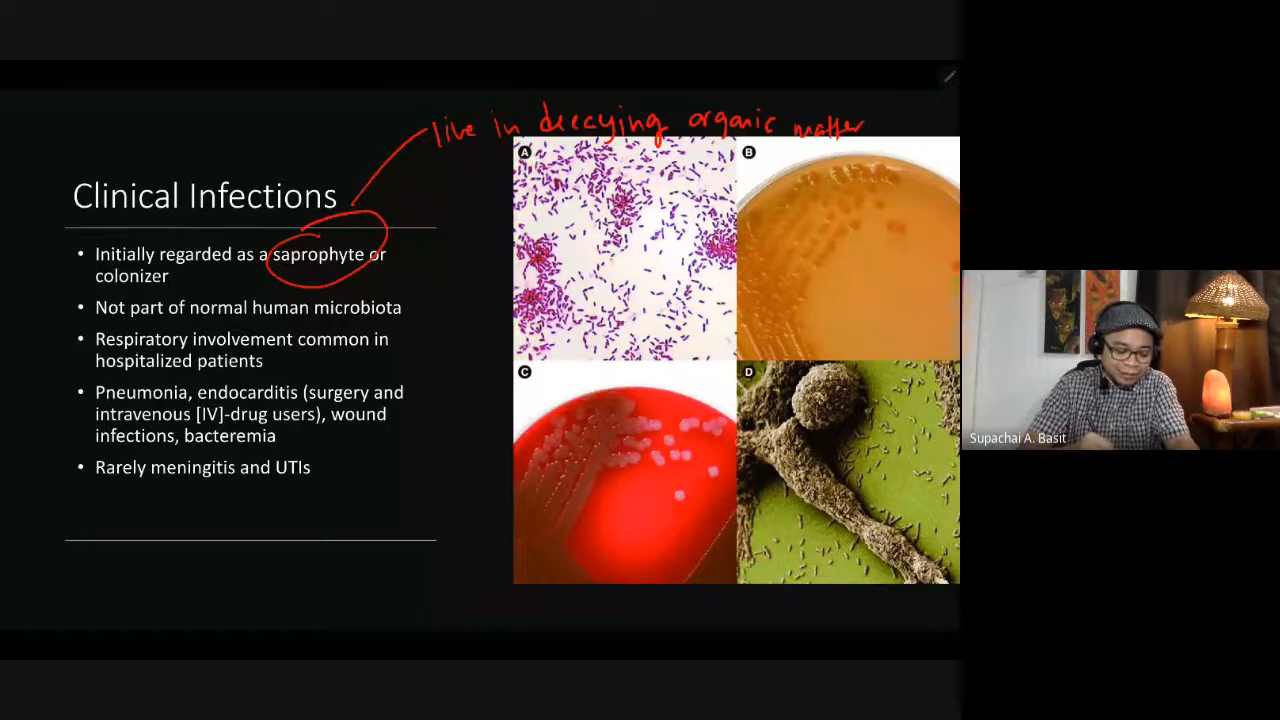 live in decaying organic matter
A
B
Clinical Infections
• Initially regarded as a saprophyte or
colonizer
• Not part of normal human microbiota
• Respiratory involvement common in
hospitalized patients
• Pneumonia, endocarditis (surgery and
intravenous [IV]-drug users), wound
infections, bacteremia
• Rarely meningitis and UTIs
C
D
Supachai A. Basit